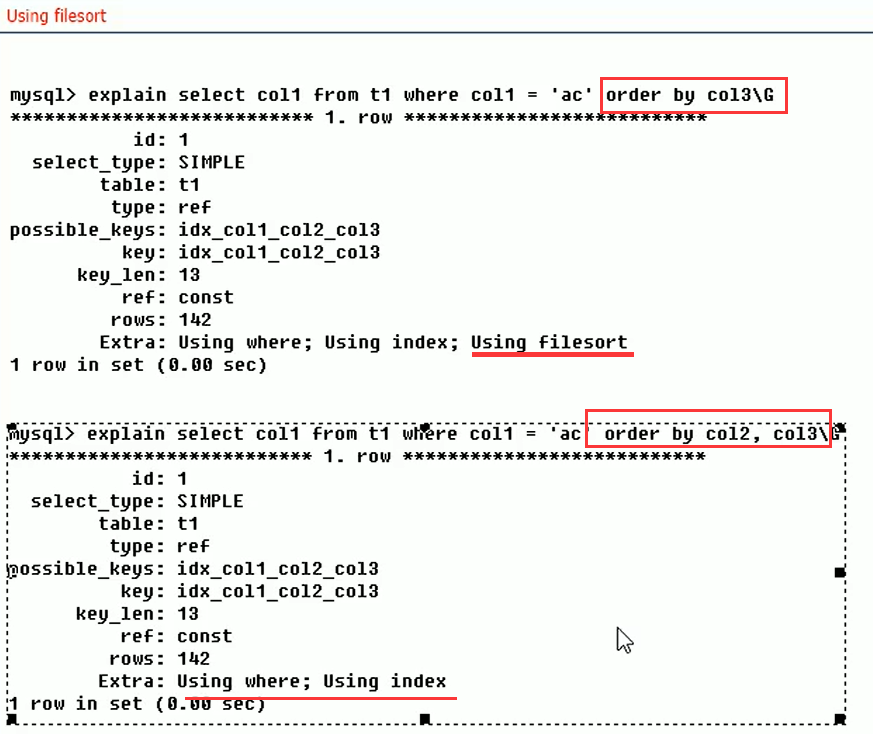 Using filesort
mysql> explain select col1 from t1 where col1 = 'ac' order by col3\G
*************************** 1. row ***************************
id: 1
select_type: SIMPLE
table: t1
type: ref
possible_keys: idx_col1_col2_col3
key: idx_col1_col2_col3
key_len: 13
ref: const
rows: 142
Extra: Using where; Using index; Using filesort
1 row in set (0.00 sec)
mysql> explain select col1 from t1 where col1 = 'ac' order by col2, col3\G
*************************** 1. row ***************************
id: 1
select_type: SIMPLE
table: t1
type: ref
possible_keys: idx_col1_col2_col3
key: idx_col1_col2_col3
key_len: 13
ref: const
rows: 142
Extra: Using where; Using index
1 row in set (0.00 sec)